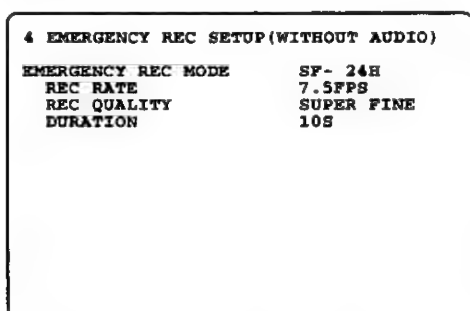 4 EMERGENCY REC SETUP(WITHOUT AUDIO)
EMERGENCY REC MODE SF- 24H
REC RATE 7.5FPS
REC QUALITY SUPER FINE
DURATION 10S